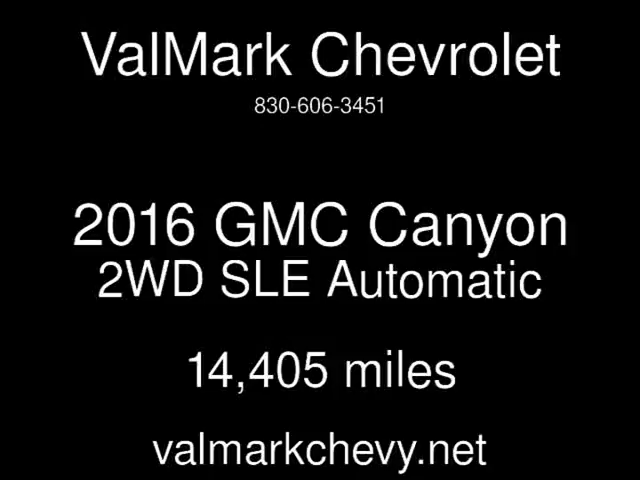 ValMark Chevrolet
830-606-3451
2016 GMC Canyon
2WD SLE Automatic
14,405 miles
valmarkchevy.net